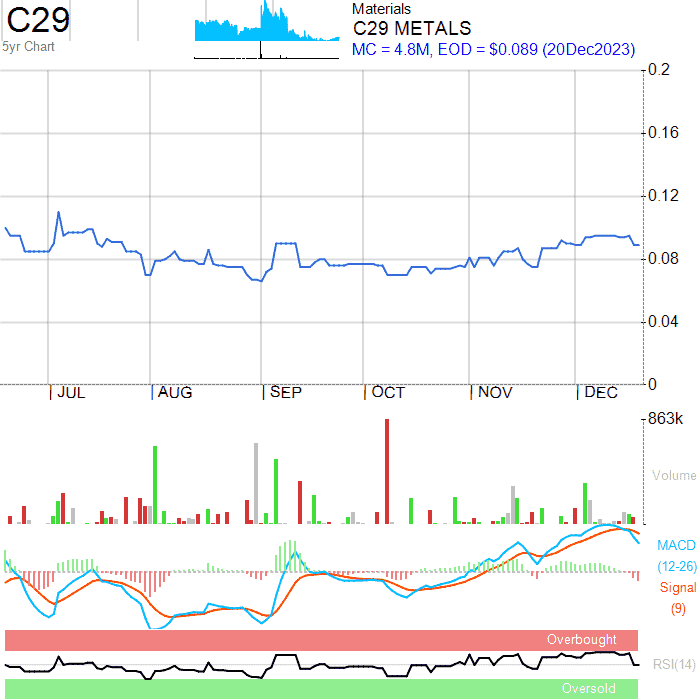 C29
5yr Chart
Materials
C29 METALS
MC = 4.8M, EOD = $0.089 (20Dec2023)
0.2
0.16
0.12
0.08
0.04
0
JUL AUG SEP OCT NOV DEC
863k
Volume
MACD
(12-26)
Signal
(9)
Overbought
RSI(14)
Oversold